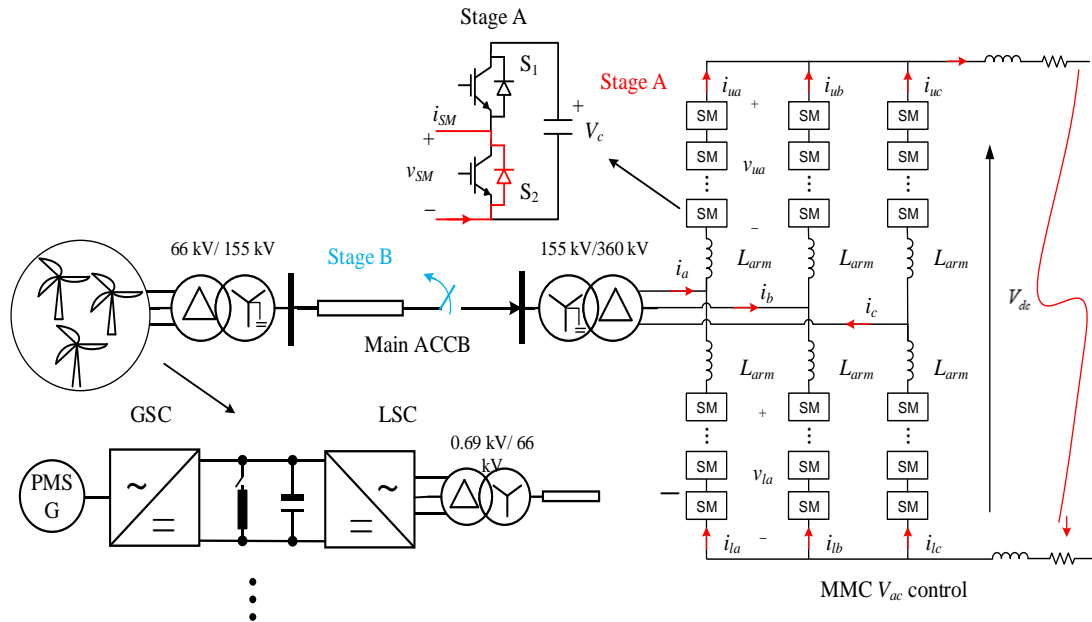 Stage A
S1
iSM
+
+
Vc
vSM
S2
−
Stage A
iua
iub
iuc
+
SM
SM
SM
SM
SM
SM
vua
SM
SM
SM
−
Larm
Larm
Larm
66 kV/ 155 kV
Stage B
155 kV/360 kV
ia
ib
ic
Vdc
Main ACCB
Larm
Larm
Larm
GSC
LSC
SM
SM
SM
+
0.69 kV/ 66
kV
vla
SM
SM
SM
PMS
G
SM
SM
SM
ila
−
ilb
ilc
MMC Vac control